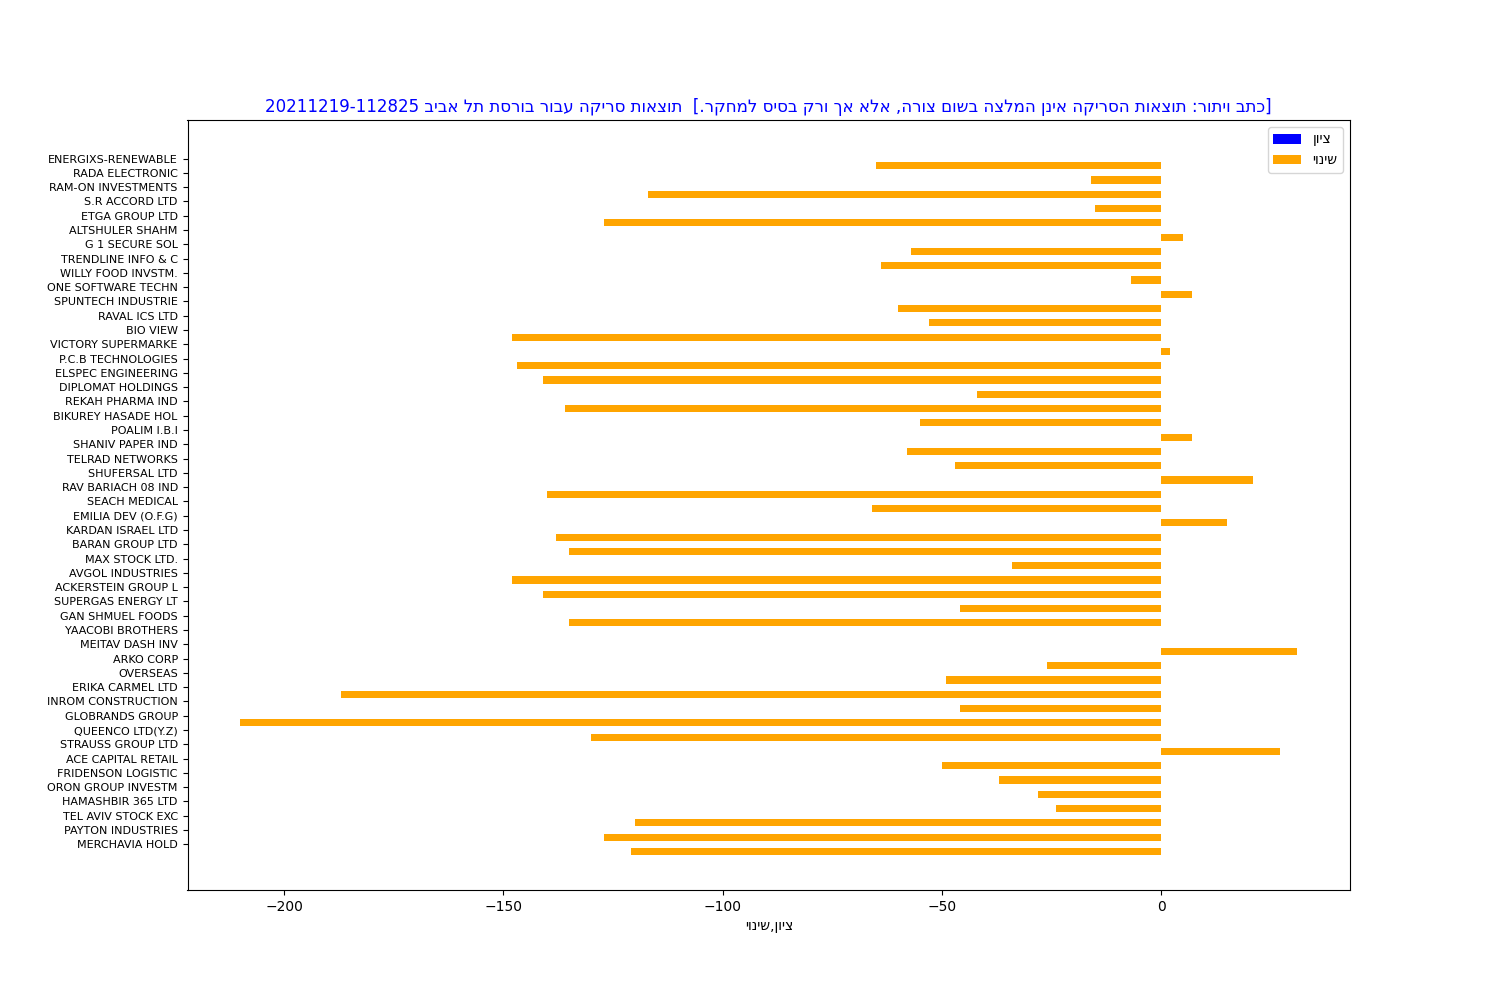 תוצאות סריקה עבור בורסת תל אביב 20211219-112825 [כתב ויתור: תוצאות הסריקה אינן המלצה בשום צורה, אלא אך ורק בסיס למחקר.]
ציון
שינוי
ENERGIXS-RENEWABLE
RADA ELECTRONIC
RAM-ON INVESTMENTS
S.R ACCORD LTD
ETGA GROUP LTD
ALTSHULER SHAHM
G 1 SECURE SOL
TRENDLINE INFO & C
WILLY FOOD INVSTM.
ONE SOFTWARE TECHN
SPUNTECH INDUSTRIE
RAVAL ICS LTD
BIO VIEW
VICTORY SUPERMARKE
P.C.B TECHNOLOGIES
ELSPEC ENGINEERING
DIPLOMAT HOLDINGS
REKAH PHARMA IND
BIKUREY HASADE HOL
POALIM I.B.I
SHANIV PAPER IND
TELRAD NETWORKS
SHUFERSAL LTD
RAV BARIACH 08 IND
SEACH MEDICAL
EMILIA DEV (O.F.G)
KARDAN ISRAEL LTD
BARAN GROUP LTD
MAX STOCK LTD.
AVGOL INDUSTRIES
ACKERSTEIN GROUP L
SUPERGAS ENERGY LT
GAN SHMUEL FOODS
YAACOBI BROTHERS
MEITAV DASH INV
ARKO CORP
OVERSEAS
ERIKA CARMEL LTD
INROM CONSTRUCTION
GLOBRANDS GROUP
QUEENCO LTD(Y.Z)
STRAUSS GROUP LTD
ACE CAPITAL RETAIL
FRIDENSON LOGISTIC
ORON GROUP INVESTM
HAMASHBIR 365 LTD
TEL AVIV STOCK EXC
PAYTON INDUSTRIES
MERCHAVIA HOLD
−200 −150 −100 −50 0
ציון,שינוי